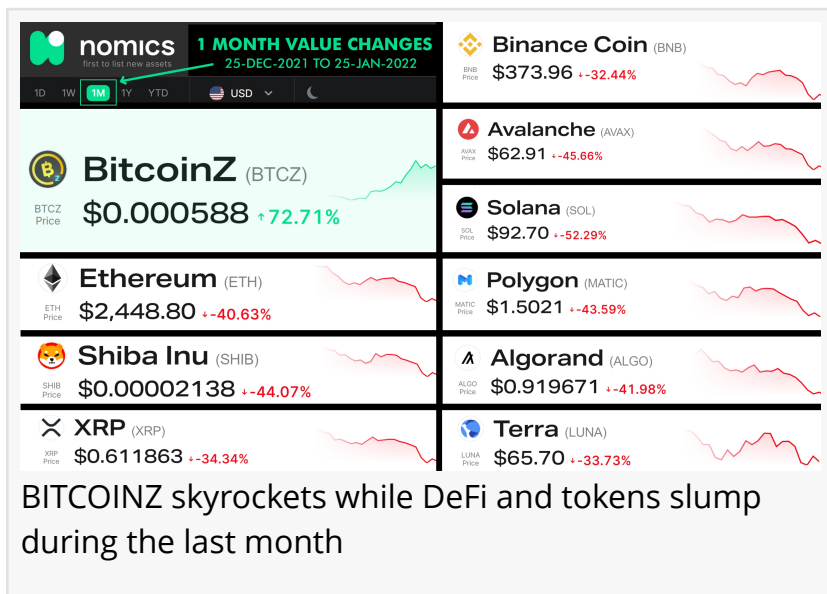 nomics
first to list new assets
1 MONTH VALUE CHANGES
25-DEC-2021 TO 25-JAN-2022
1D 1W 1M 1Y YTD USD
BitcoinZ (BTCZ)
BTCZ
Price
$0.000588 ↑72.71%
Ethereum (ETH)
ETH
Price
$2,448.80 ↓-40.63%
Shiba Inu (SHIB)
SHIB
Price
$0.00002138 ↓-44.07%
XRP (XRP)
XRP
Price
$0.611863 ↓-34.34%
Binance Coin (BNB)
BNB
Price
$373.96 ↓-32.44%
Avalanche (AVAX)
AVAX
Price
$62.91 ↓-45.66%
Solana (SOL)
SOL
Price
$92.70 ↓-52.29%
Polygon (MATIC)
MATIC
Price
$1.5021 ↓-43.59%
Algorand (ALGO)
ALGO
Price
$0.919671 ↓-41.98%
Terra (LUNA)
LUNA
Price
$65.70 ↓-33.73%
BITCOINZ skyrockets while DeFi and tokens slump
during the last month